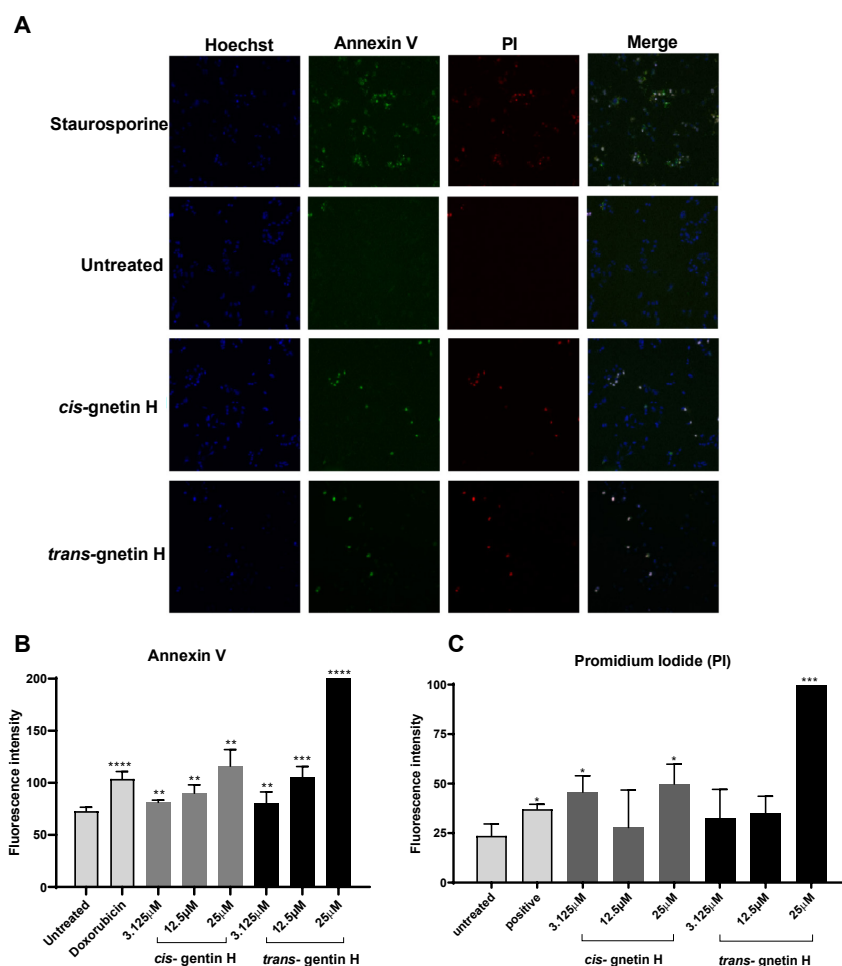 A
Hoechst Annexin V PI Merge
Staurosporine
Untreated
cis-gnetin H
trans-gnetin H
B
Annexin V
Fluorescence intensity
200
150
100
50
0
**** ** ** ** ** *** ****
Untreated Doxorubicin 3.125μM 12.5μM 25μM 3.125μM 12.5μM 25μM
cis- gentin H trans- gentin H
C
Promidium Iodide (PI)
Fluorescence intensity
100
75
50
25
0
* * * ***
untreated positive 3.125μM 12.5μM 25μM 3.125μM 12.5μM 25μM
cis- gnetin H trans- gnetin H